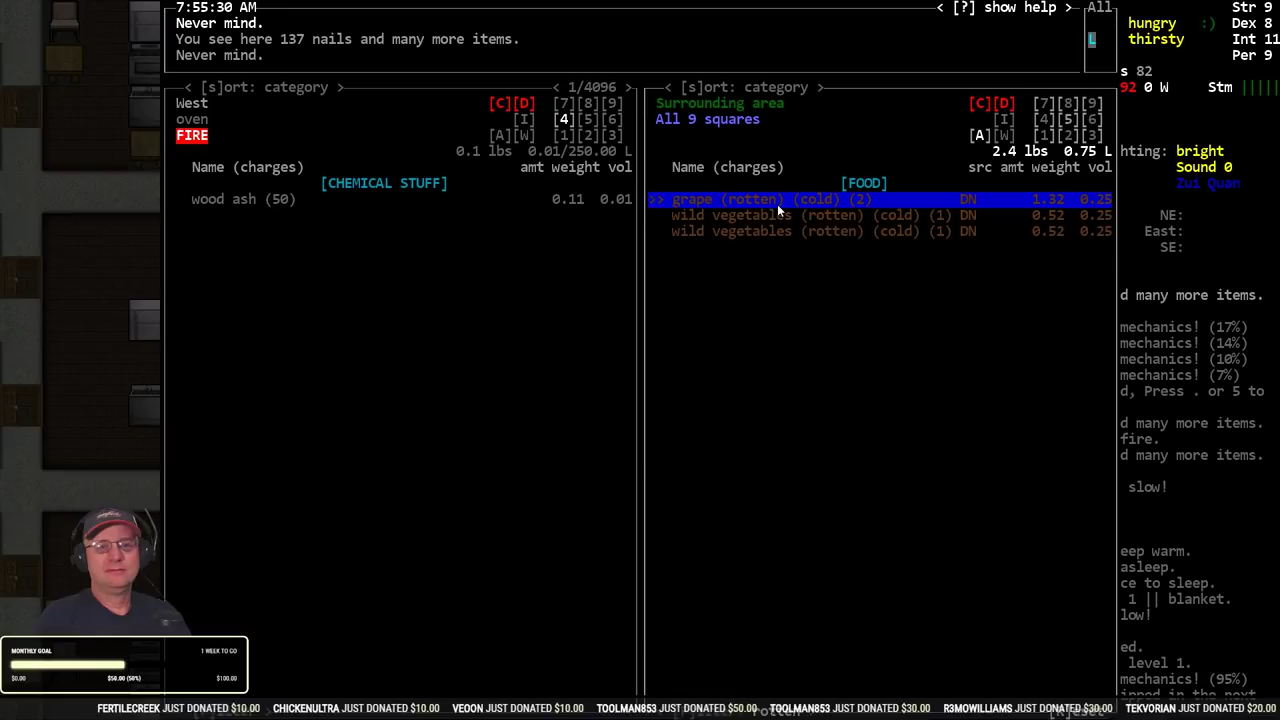 7:55:30 AM
Never mind.
You see here 137 nails and many more items.
Never mind.
< [?] show help >
All
L
Str 9
hungry :) Dex 8
thirsty Int 11
Per 9
s 82
92 0 W Stm |||||
hting: bright
Sound 0
Zui Quan
NE:
East:
SE:
d many more items.
mechanics! (17%)
mechanics! (14%)
mechanics! (10%)
mechanics! (7%)
d, Press . or 5 to
d many more items.
fire.
d many more items.
slow!
eep warm.
asleep.
ce to sleep.
1 || blanket.
low!
ed.
level 1.
mechanics! (95%)
ipped in the next
< [s]ort: category > < 1/4096 >
West [C][D] [7][8][9]
oven [I] [4][5][6]
FIRE [A][W] [1][2][3]
0.1 lbs 0.01/250.00 L
Name (charges) amt weight vol
[CHEMICAL STUFF]
wood ash (50) 0.11 0.01
< [s]ort: category >
Surrounding area [C][D] [7][8][9]
All 9 squares [I] [4][5][6]
[A][W] [1][2][3]
2.4 lbs 0.75 L
Name (charges) src amt weight vol
[FOOD]
>> grape (rotten) (cold) (2) DN 1.32 0.25
wild vegetables (rotten) (cold) (1) DN 0.52 0.25
wild vegetables (rotten) (cold) (1) DN 0.52 0.25
MONTHLY GOAL 1 WEEK TO GO
$0.00 $50.00 (50%) $100.00
rotten
FERTILECREEK JUST DONATED $10.00 CHICKENULTRA JUST DONATED $10.00 VEOON JUST DONATED $10.00 TOOLMAN853 JUST DONATED $50.00 TOOLMAN853 JUST DONATED $30.00 R3MOWILLIAMS JUST DONATED $30.00 TEKVORIAN JUST DONATED $20.00